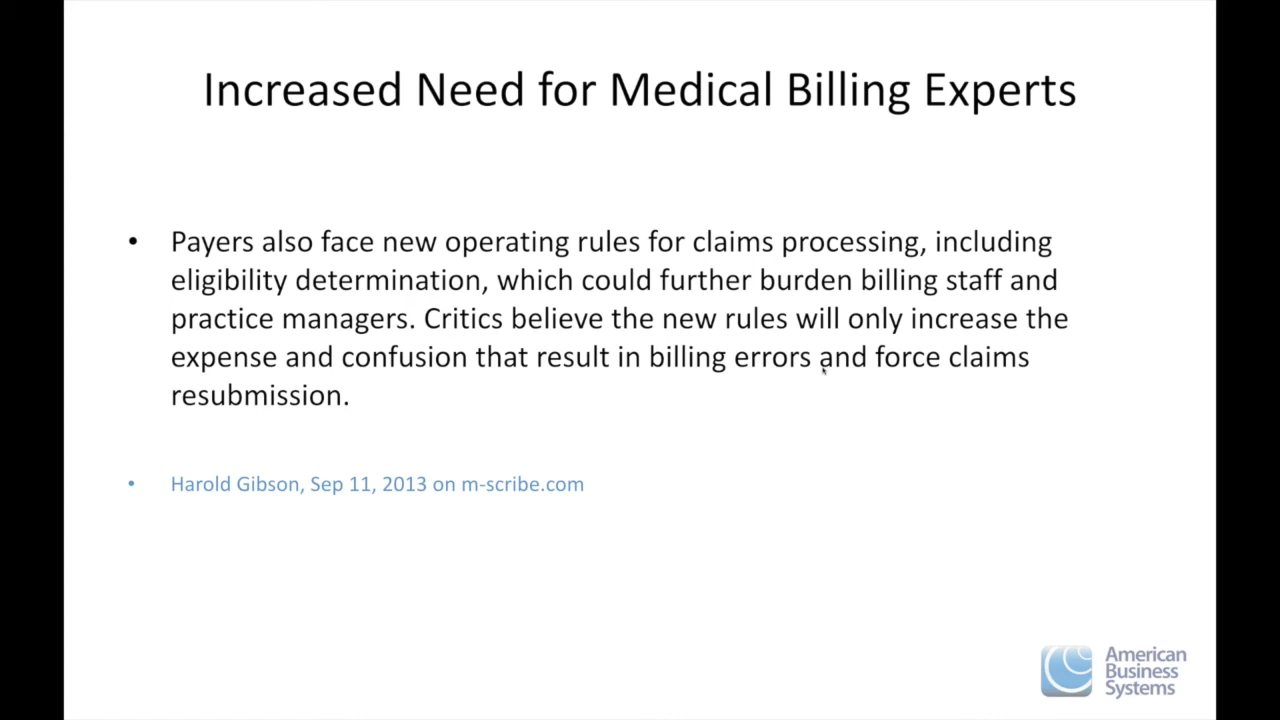 Increased Need for Medical Billing Experts
• Payers also face new operating rules for claims processing, including
eligibility determination, which could further burden billing staff and
practice managers. Critics believe the new rules will only increase the
expense and confusion that result in billing errors and force claims
resubmission.
• Harold Gibson, Sep 11, 2013 on m-scribe.com
American
Business
Systems